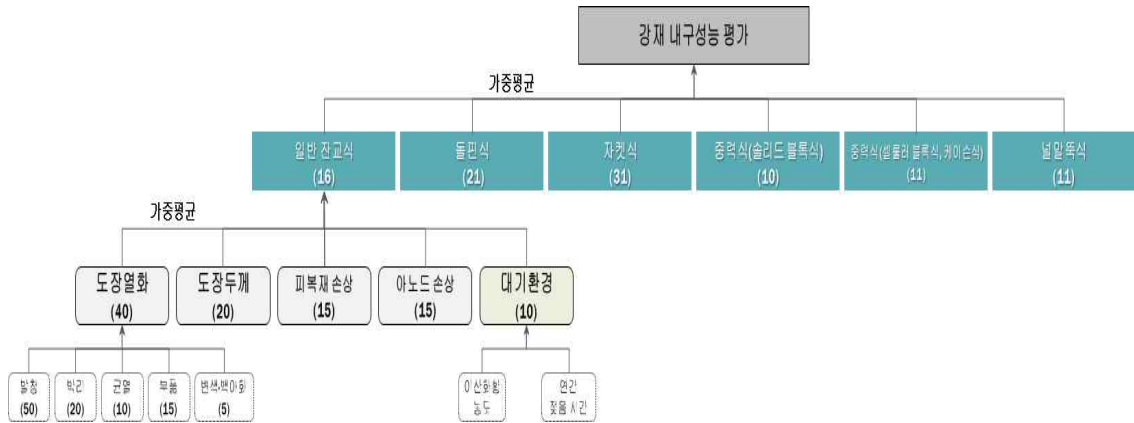 강재 내구성능 평가
가중평균
일반 잔교식
(16)
돌핀식
(21)
자켓식
(31)
중력식(솔리드 블록식)
(10)
중력식(셀룰러 블록식, 케이슨식)
(11)
널말뚝식
(11)
가중평균
도장열화
(40)
도장두께
(20)
피복재 손상
(15)
아노드 손상
(15)
대기환경
(10)
발청
(50)
박리
(20)
균열
(10)
부풂
(15)
변색·백아화
(5)
이산화황
농도
연간
젖음 시간